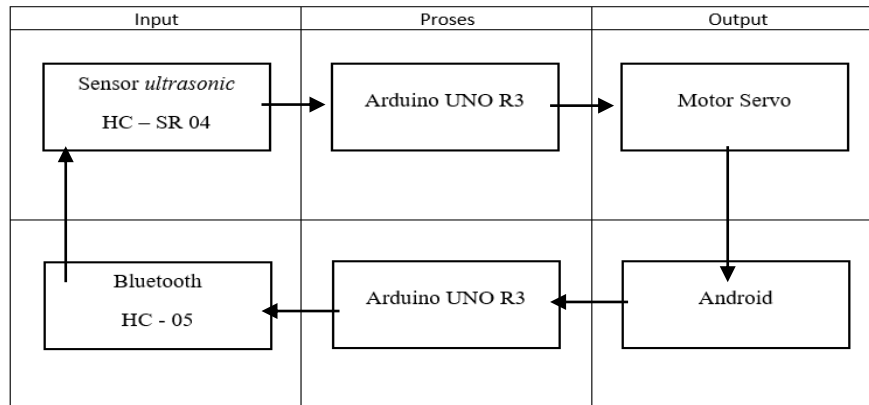 Input
Proses
Output
Sensor ultrasonic
HC – SR 04
Arduino UNO R3
Motor Servo
Bluetooth
HC - 05
Arduino UNO R3
Android